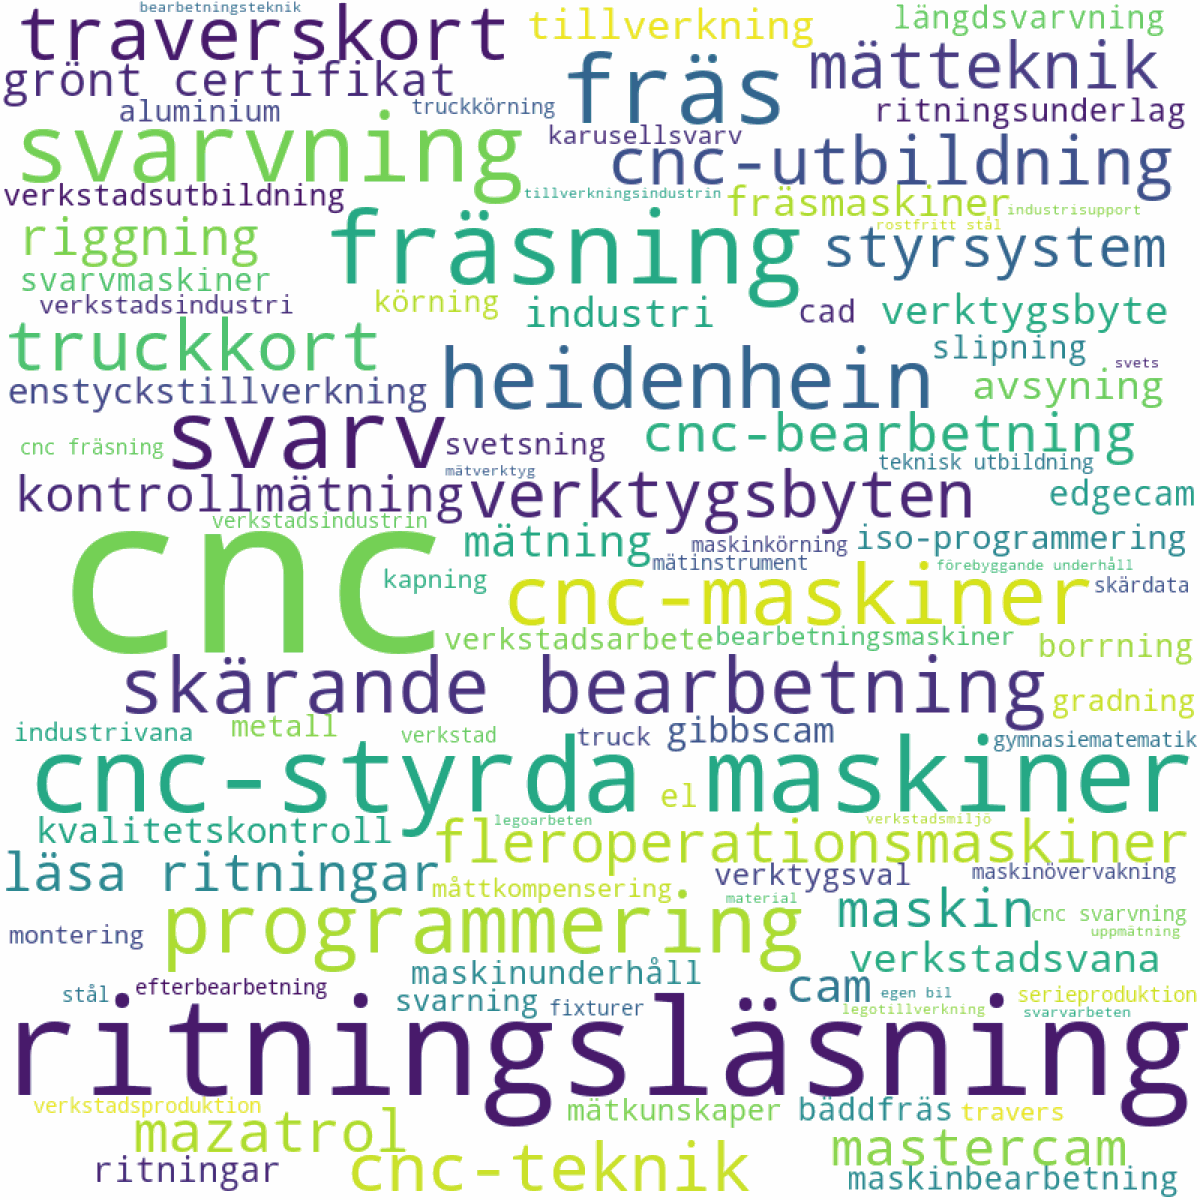 bearbetningsteknik
traverskort
tillverkning
längdsvarvning
grönt certifikat
fräs
mätteknik
aluminium
truckkörning
ritningsunderlag
svarvning
karusellsvarv
cnc-utbildning
verkstadsutbildning
tillverkningsindustrin
fräsmaskiner
industrisupport
riggning
fräsning
rostfritt stål
styrsystem
svarvmaskiner
verkstadsindustri
körning
industri
cad
verktygsbyte
truckkort
heidenhein
slipning
svets
enstyckstillverkning
avsyning
svarv
cnc fräsning
svetsning
cnc-bearbetning
mätverktyg
teknisk utbildning
kontrollmätning
verktygsbyten
edgecam
verkstadsindustrin
cnc
mätning
maskinkörning
iso-programmering
mätinstrument
kapning
cnc-maskiner
förebyggande underhåll
skärdata
verkstadsarbete
bearbetningsmaskiner
borrning
skärande bearbetning
gradning
industrivana
metall
verkstad
truck
gibbscam
gymnasiematematik
cnc-styrda maskiner
el
kvalitetskontroll
legoarbeten
verkstadsmiljö
fleroperationsmaskiner
läsa ritningar
måttkompensering
verktygsval
maskinövervakning
programmering
material
maskin
cnc svarvning
uppmätning
montering
verkstadsvana
maskinunderhåll
cam
stål
efterbearbetning
svarning
fixturer
egen bil
serieproduktion
legotillverkning
svarvarbeten
ritningsläsning
verkstadsproduktion
mätkunskaper
bäddfräs
travers
mazatrol
mastercam
ritningar
cnc-teknik
maskinbearbetning